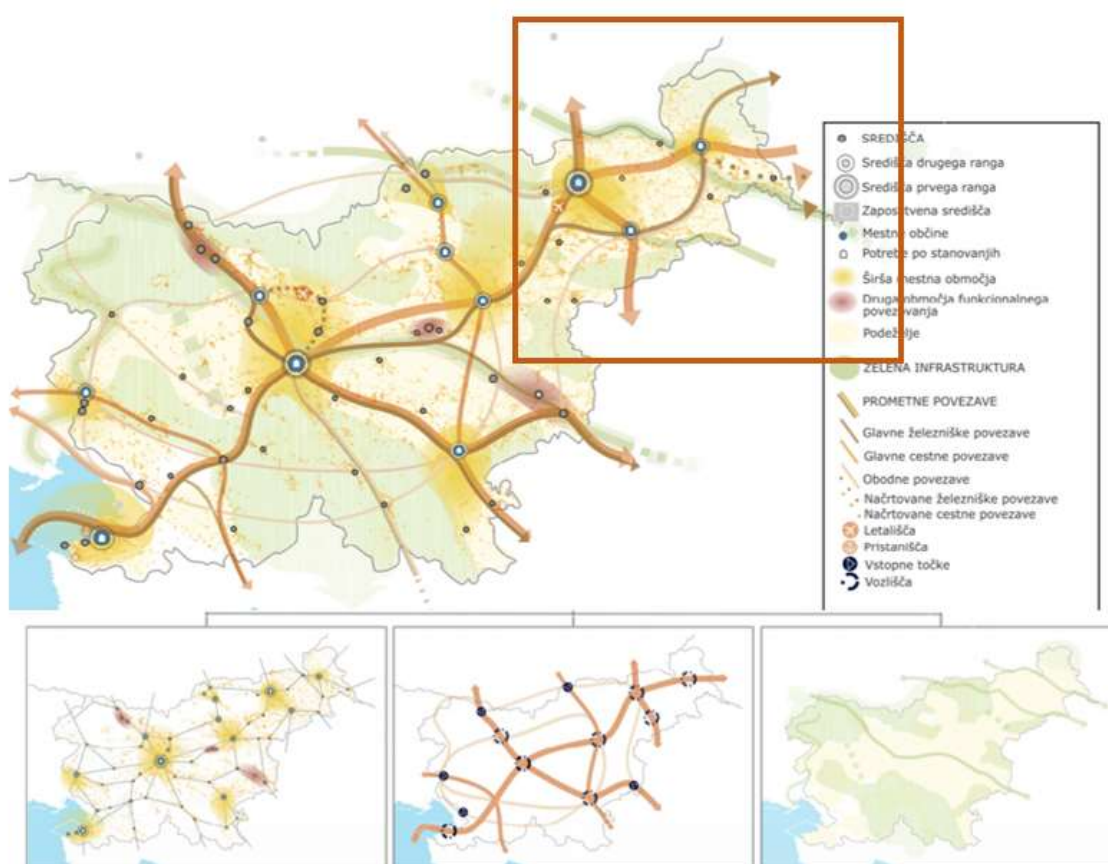 SREDIŠČA
Središča drugega ranga
Središča prvega ranga
Zaposlitvena središča
Mestne občine
Potrebe po stanovanjih
Širša mestna območja
Druga območja funkcionalnega
povezovanja
Podeželje
ZELENA INFRASTRUKTURA
PROMETNE POVEZAVE
Glavne železniške povezave
Glavne cestne povezave
Obodne povezave
Načrtovane železniške povezave
Načrtovane cestne povezave
Letališča
Pristanišča
Vstopne točke
Vozlišča